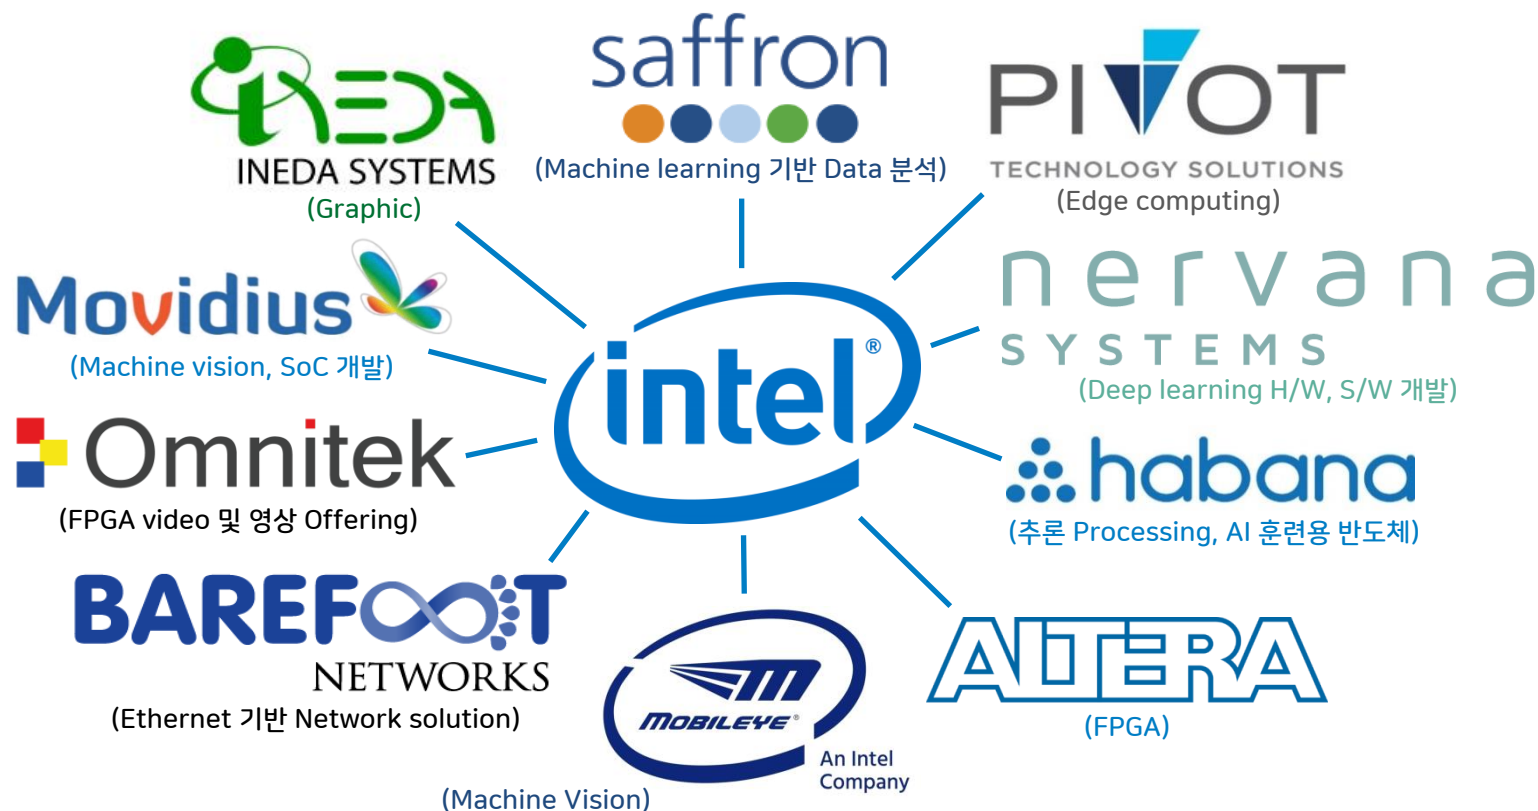 INEDA
INEDA SYSTEMS
(Graphic)
saffron
(Machine learning 기반 Data 분석)
PIVOT
TECHNOLOGY SOLUTIONS
(Edge computing)
Movidius
(Machine vision, SoC 개발)
nervana
SYSTEMS
(Deep learning H/W, S/W 개발)
intel®
Omnitek
(FPGA video 및 영상 Offering)
habana
(추론 Processing, AI 훈련용 반도체)
BAREFOOT
NETWORKS
(Ethernet 기반 Network solution)
MOBILEYE®
An Intel
Company
(Machine Vision)
ALTERA
(FPGA)